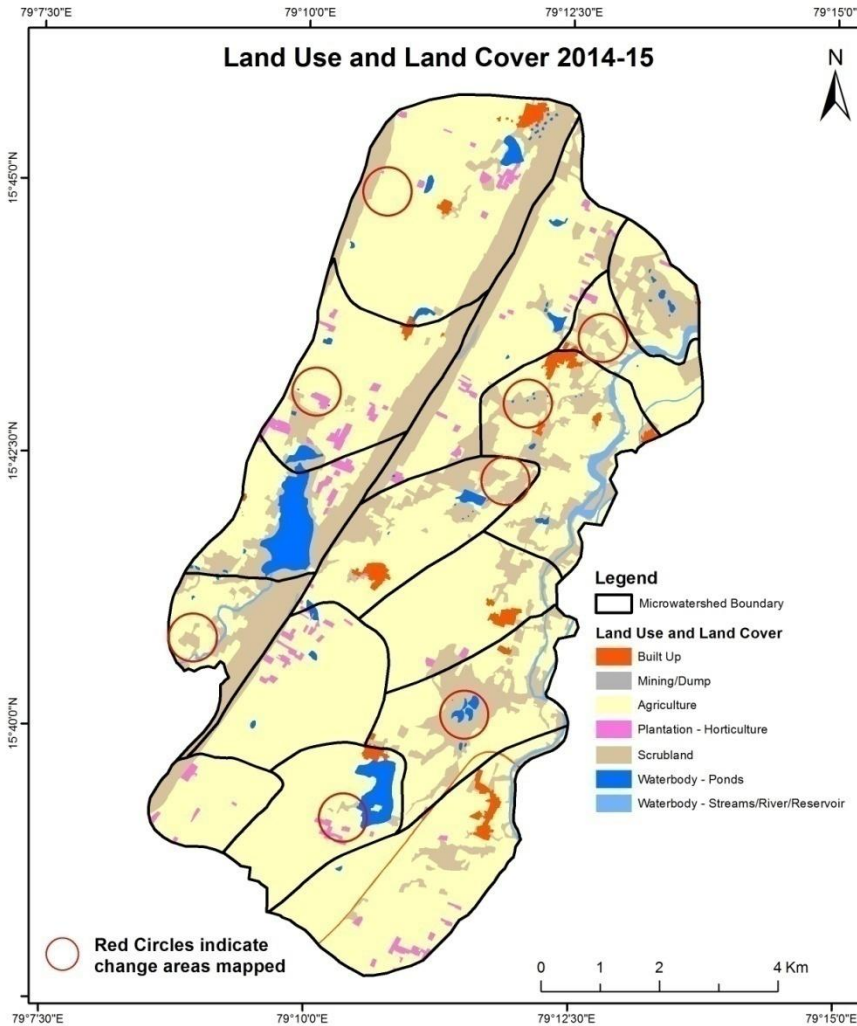 79°7'30"E 79°10'0"E 79°12'30"E 79°15'0"E
Land Use and Land Cover 2014-15
N
15°45'0"N
15°42'30"N
15°40'0"N
Legend
Microwatershed Boundary
Land Use and Land Cover
Built Up
Mining/Dump
Agriculture
Plantation - Horticulture
Scrubland
Waterbody - Ponds
Waterbody - Streams/River/Reservoir
Red Circles indicate
change areas mapped
0 1 2 4 Km
79°7'30"E 79°10'0"E 79°12'30"E 79°15'0"E